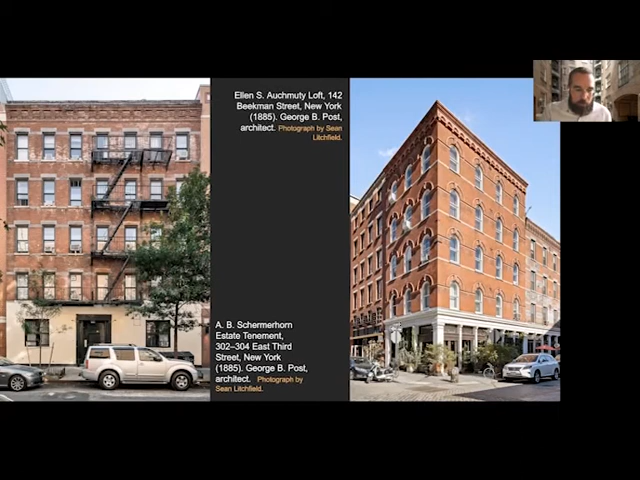 Ellen S. Auchmuty Loft, 142
Beekman Street, New York
(1885). George B. Post,
architect. Photograph by Sean
Litchfield.
A. B. Schermerhorn
Estate Tenement,
302–304 East Third
Street, New York
(1885). George B. Post,
architect. Photograph by
Sean Litchfield.